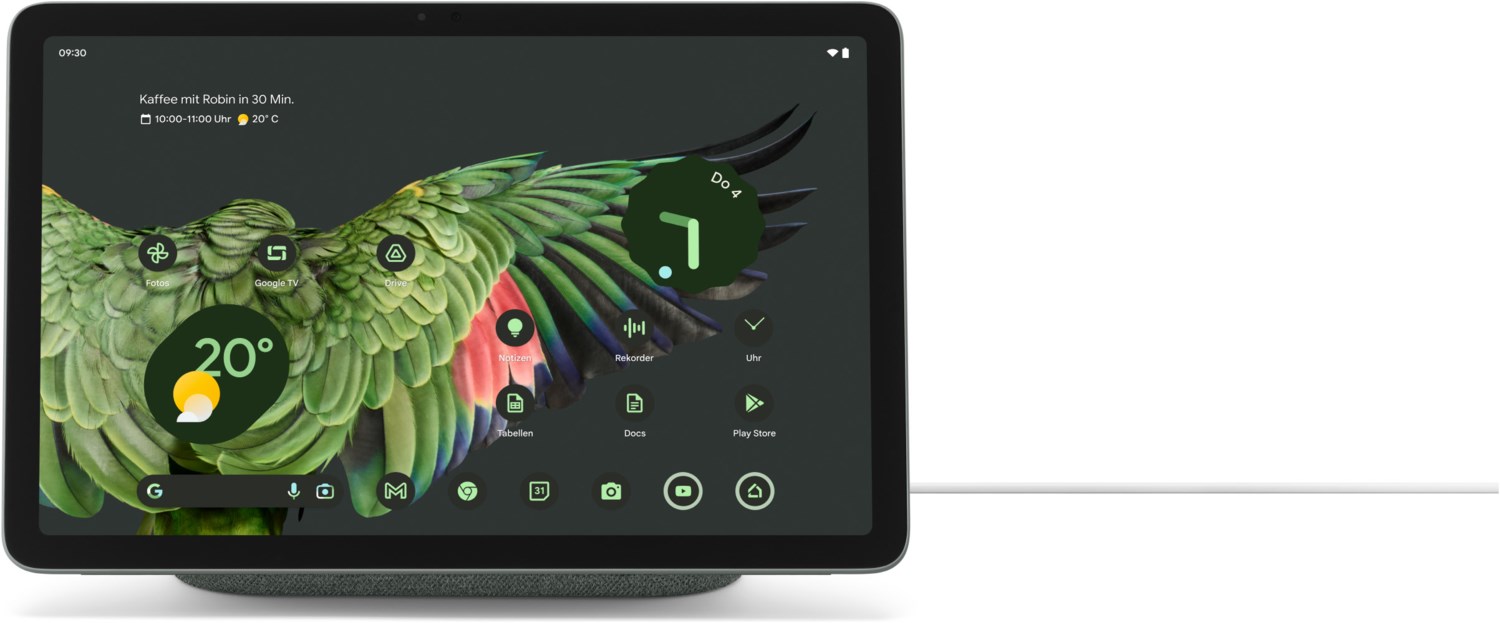 09:30
Kaffee mit Robin in 30 Min.
10:00-11:00 Uhr 20° C
Do 4
Fotos
Google TV
Drive
20°
Notizen
Rekorder
Uhr
Tabellen
Docs
Play Store
G
31